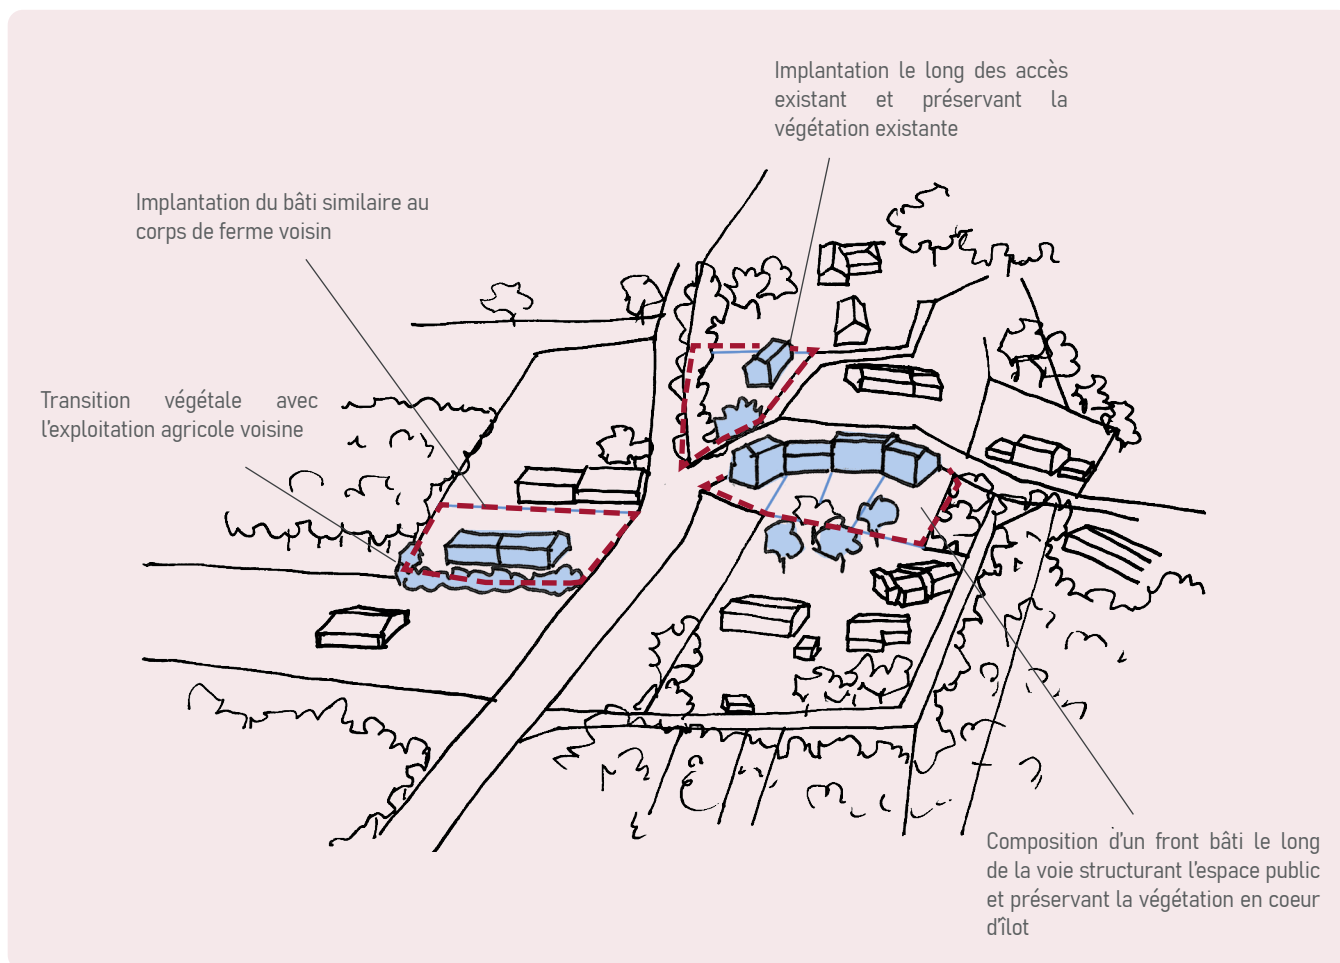 Implantation le long des accès
existant et préservant la
végétation existante
Implantation du bâti similaire au
corps de ferme voisin
Transition végétale avec
l'exploitation agricole voisine
Composition d'un front bâti le long
de la voie structurant l'espace public
et préservant la végétation en coeur
d'îlot